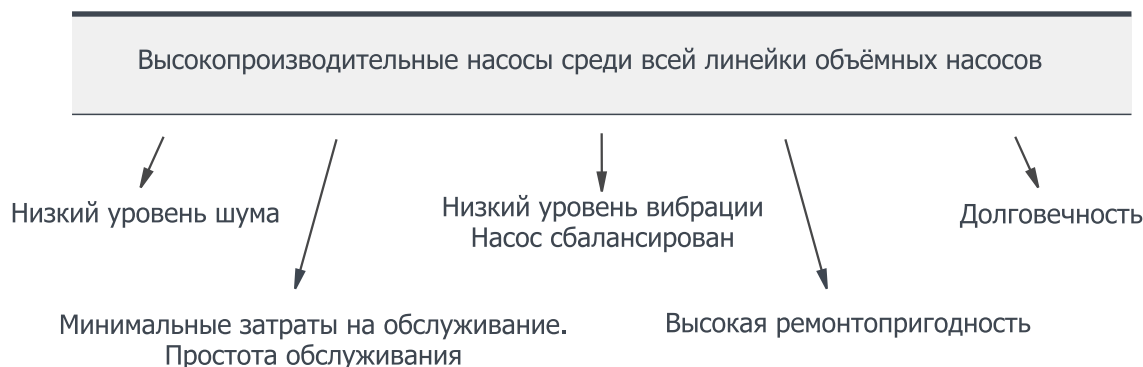 Высокопроизводительные насосы среди всей линейки объёмных насосов
Низкий уровень шума
Низкий уровень вибрации
Насос сбалансирован
Долговечность
Минимальные затраты на обслуживание.
Простота обслуживания
Высокая ремонтопригодность